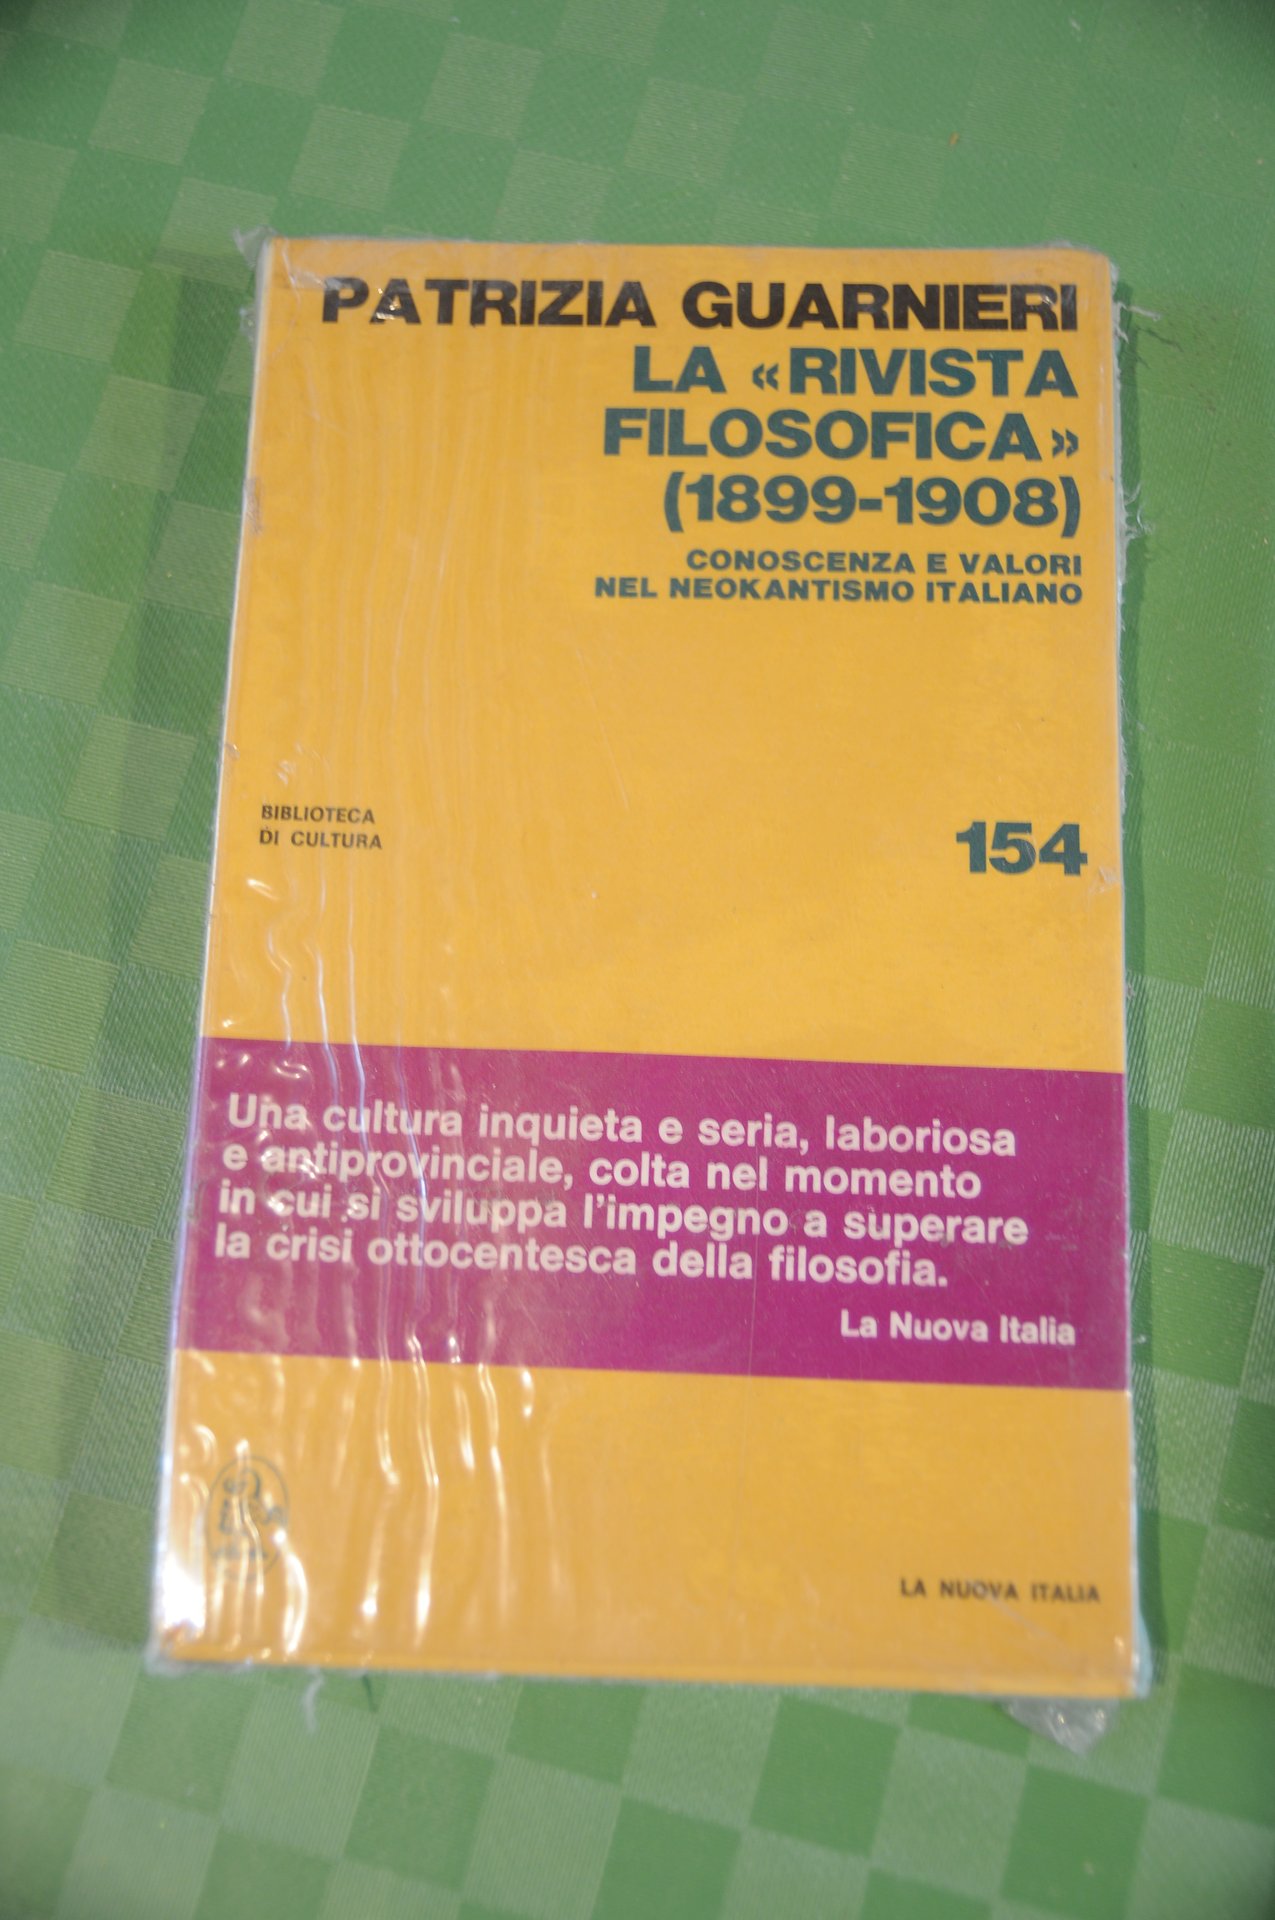 PATRIZIA GUARNIERI
LA «RIVISTA
FILOSOFICA»
(1899-1908)
CONOSCENZA E VALORI
NEL NEOKANTISMO ITALIANO
BIBLIOTECA
DI CULTURA
154
Una cultura inquieta e seria, laboriosa
e antiprovinciale, colta nel momento
in cui si sviluppa l'impegno a superare
la crisi ottocentesca della filosofia.
La Nuova Italia
LA NUOVA ITALIA